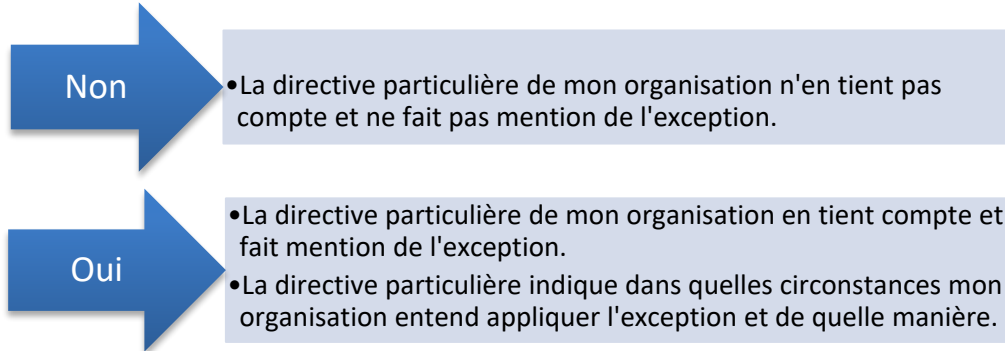 Non
•La directive particulière de mon organisation n'en tient pas
compte et ne fait pas mention de l'exception.
Oui
•La directive particulière de mon organisation en tient compte et
fait mention de l'exception.
•La directive particulière indique dans quelles circonstances mon
organisation entend appliquer l'exception et de quelle manière.